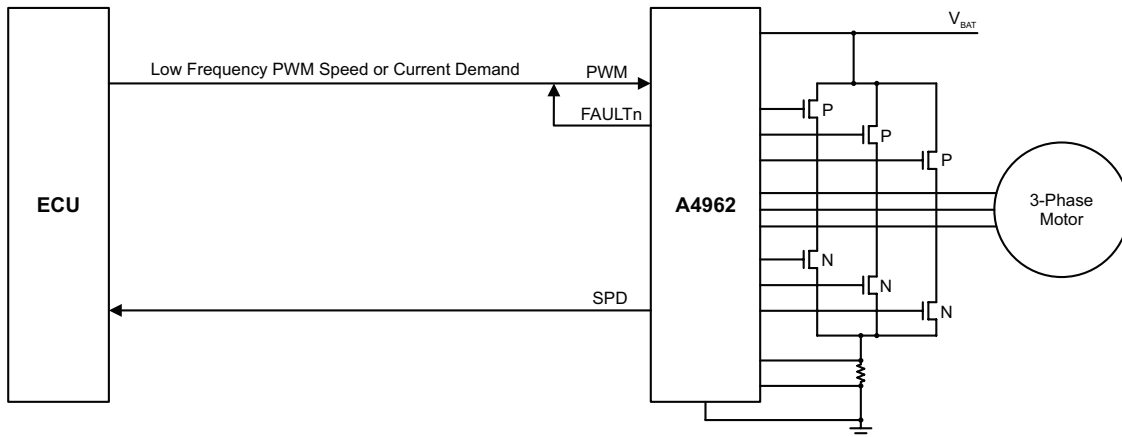 V_BAT
Low Frequency PWM Speed or Current Demand
PWM
FAULTn
P
P
P
ECU
A4962
3-Phase
Motor
N
N
N
SPD